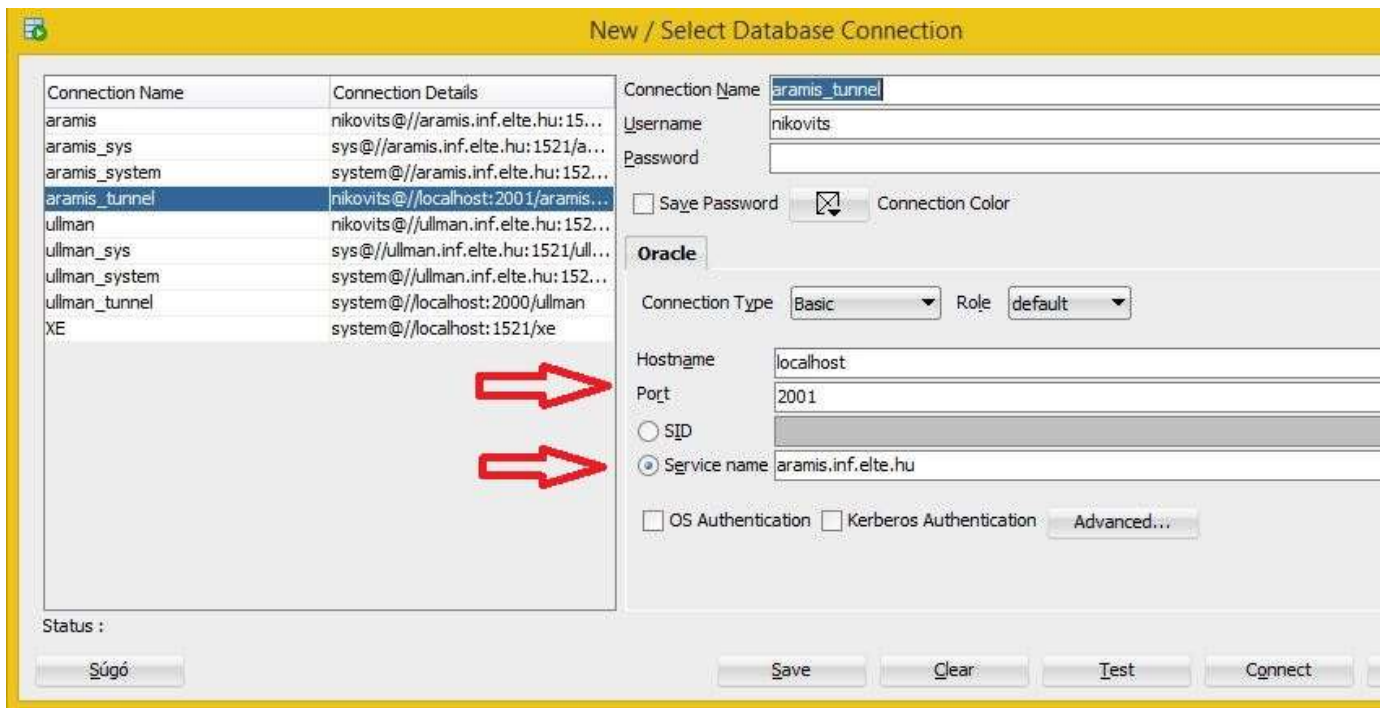 New / Select Database Connection
Connection Name Connection Details
aramis nikovits@//aramis.inf.elte.hu:15...
aramis_sys sys@//aramis.inf.elte.hu:1521/a...
aramis_system system@//aramis.inf.elte.hu:152...
aramis_tunnel nikovits@//localhost:2001/aramis...
ullman nikovits@//ullman.inf.elte.hu:152...
ullman_sys sys@//ullman.inf.elte.hu:1521/ull...
ullman_system system@//ullman.inf.elte.hu:152...
ullman_tunnel system@//localhost:2000/ullman
XE system@//localhost:1521/xe
Connection Name aramis_tunnel
Username nikovits
Password
Save Password Connection Color
Oracle
Connection Type Basic Role default
Hostname localhost
Port 2001
SID
Service name aramis.inf.elte.hu
OS Authentication Kerberos Authentication Advanced...
Status :
Súgó Save Clear Test Connect